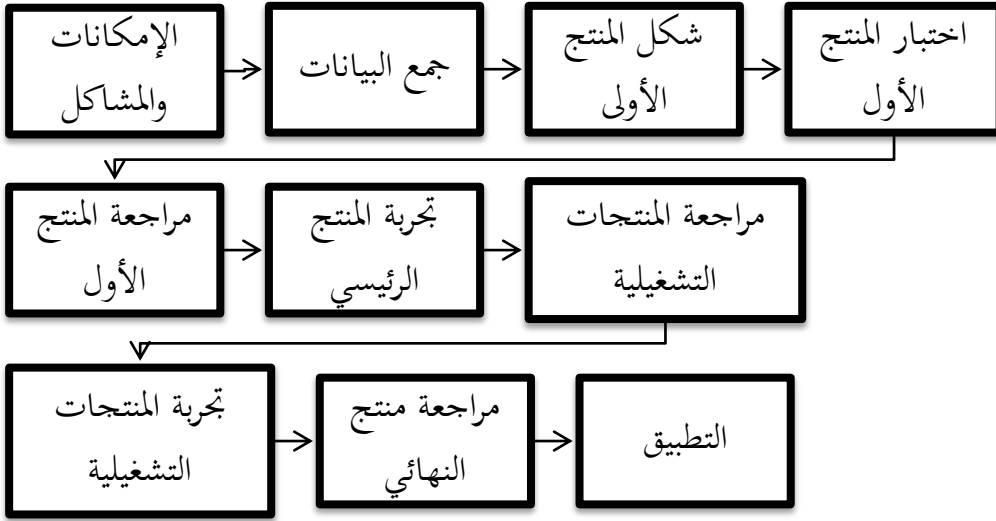 الإمكانات
والمشاكل
جمع البيانات
شكل المنتج
الأولى
اختبار المنتج
الأول
مراجعة المنتج
الأول
تجربة المنتج
الرئيسي
مراجعة المنتجات
التشغيلية
تجربة المنتجات
التشغيلية
مراجعة منتج
النهائي
التطبيق